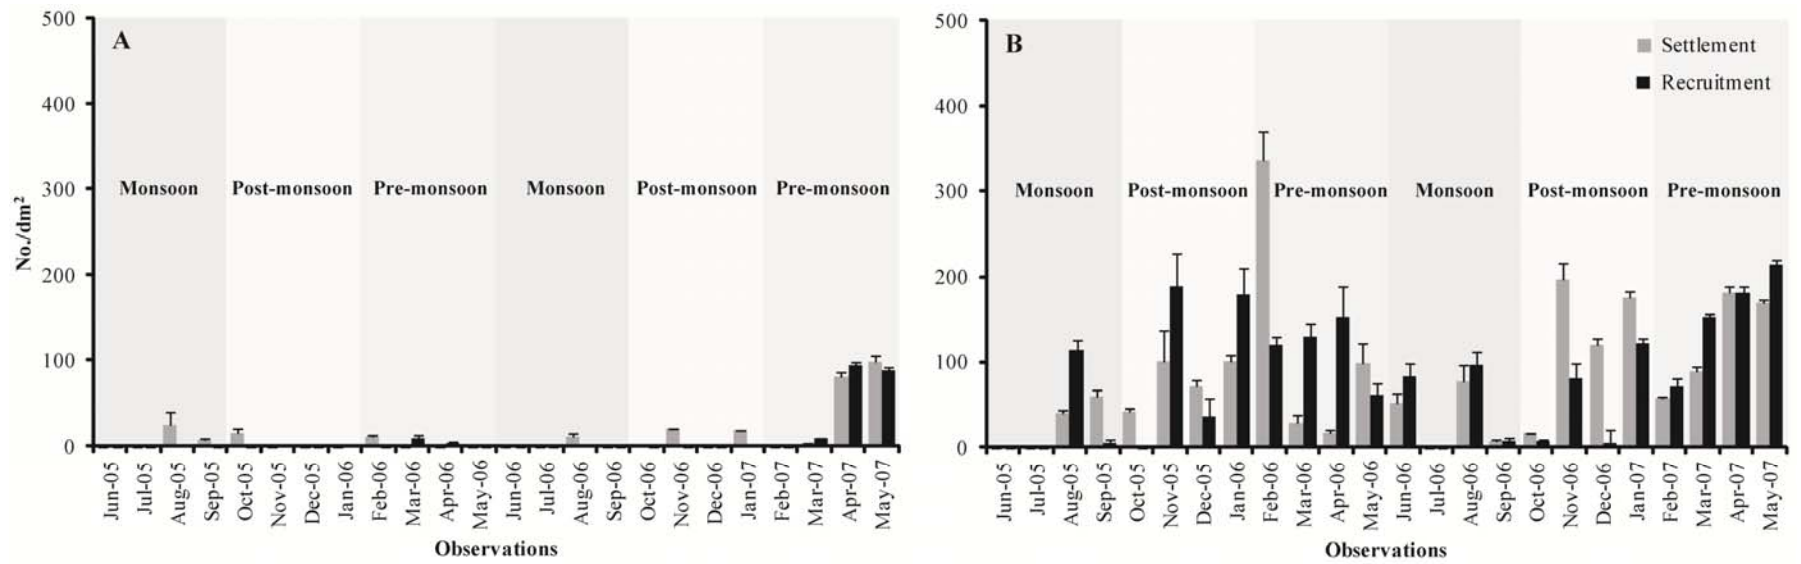 A
500
400
300
200
100
0
No./dm²
Monsoon Post-monsoon Pre-monsoon Monsoon Post-monsoon Pre-monsoon
Jun-05 Jul-05 Aug-05 Sep-05 Oct-05 Nov-05 Dec-05 Jan-06 Feb-06 Mar-06 Apr-06 May-06 Jun-06 Jul-06 Aug-06 Sep-06 Oct-06 Nov-06 Dec-06 Jan-07 Feb-07 Mar-07 Apr-07 May-07
Observations
B
Settlement
Recruitment
500
400
300
200
100
0
Monsoon Post-monsoon Pre-monsoon Monsoon Post-monsoon Pre-monsoon
Jun-05 Jul-05 Aug-05 Sep-05 Oct-05 Nov-05 Dec-05 Jan-06 Feb-06 Mar-06 Apr-06 May-06 Jun-06 Jul-06 Aug-06 Sep-06 Oct-06 Nov-06 Dec-06 Jan-07 Feb-07 Mar-07 Apr-07 May-07
Observations